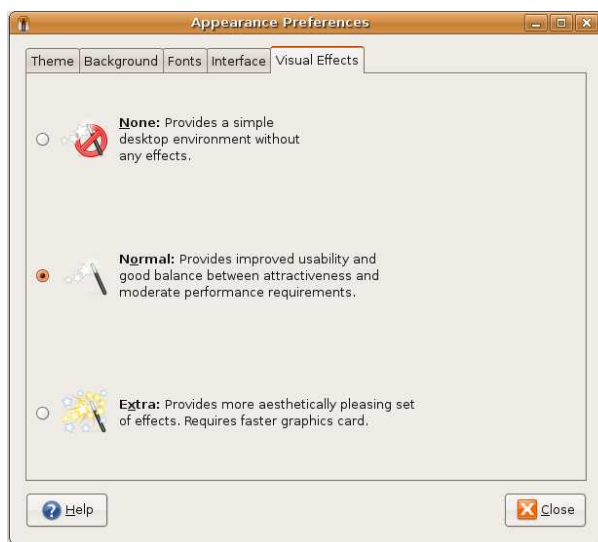 Appearance Preferences
Theme Background Fonts Interface Visual Effects
None: Provides a simple
desktop environment without
any effects.
Normal: Provides improved usability and
good balance between attractiveness and
moderate performance requirements.
Extra: Provides more aesthetically pleasing set
of effects. Requires faster graphics card.
Help Close